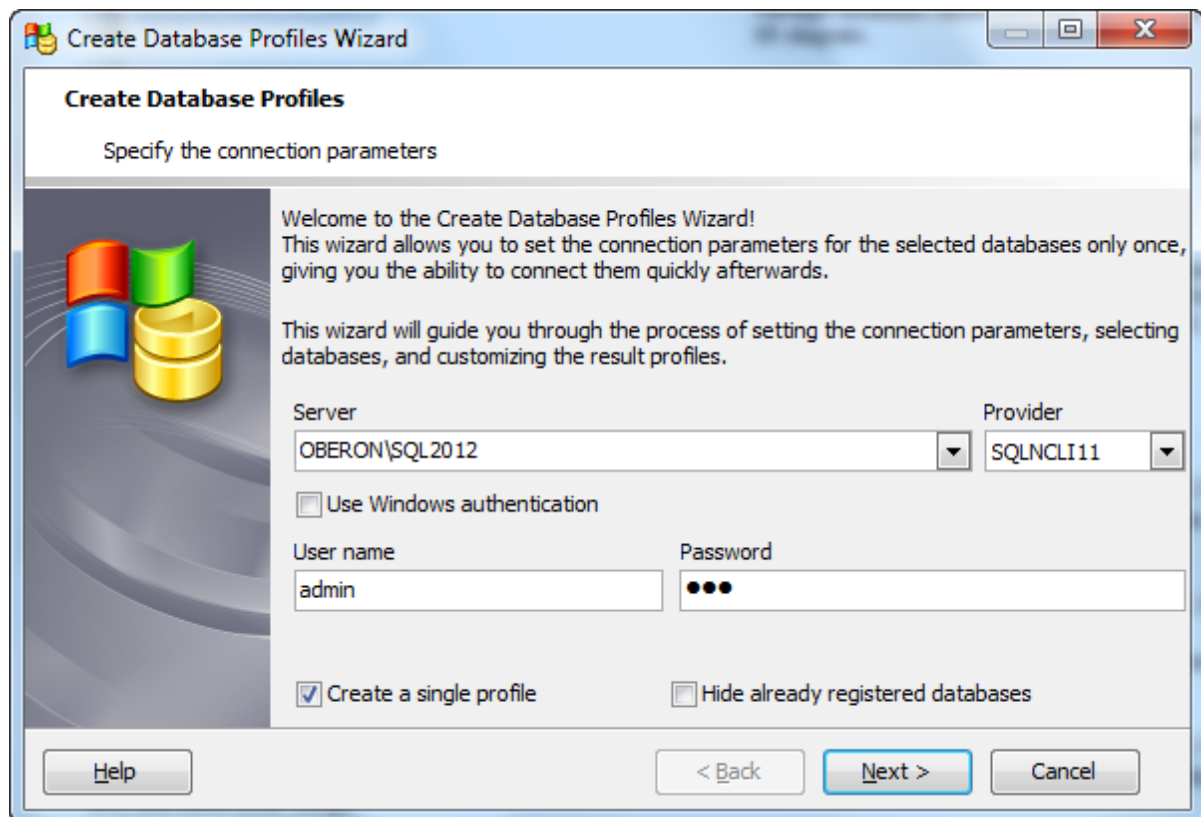 Create Database Profiles Wizard
Create Database Profiles
Specify the connection parameters
Welcome to the Create Database Profiles Wizard!
This wizard allows you to set the connection parameters for the selected databases only once,
giving you the ability to connect them quickly afterwards.
This wizard will guide you through the process of setting the connection parameters, selecting
databases, and customizing the result profiles.
Server Provider
OBERON\SQL2012 SQLNCLI11
Use Windows authentication
User name Password
admin ●●●
Create a single profile Hide already registered databases
Help < Back Next > Cancel